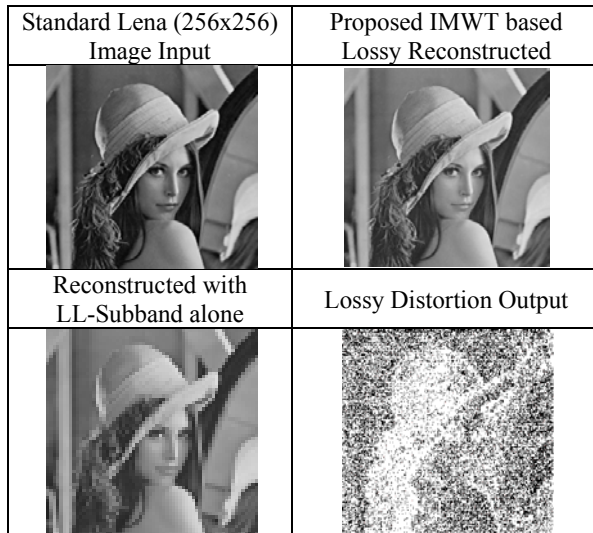 Standard Lena (256x256)
Image Input
Proposed IMWT based
Lossy Reconstructed
Reconstructed with
LL-Subband alone
Lossy Distortion Output